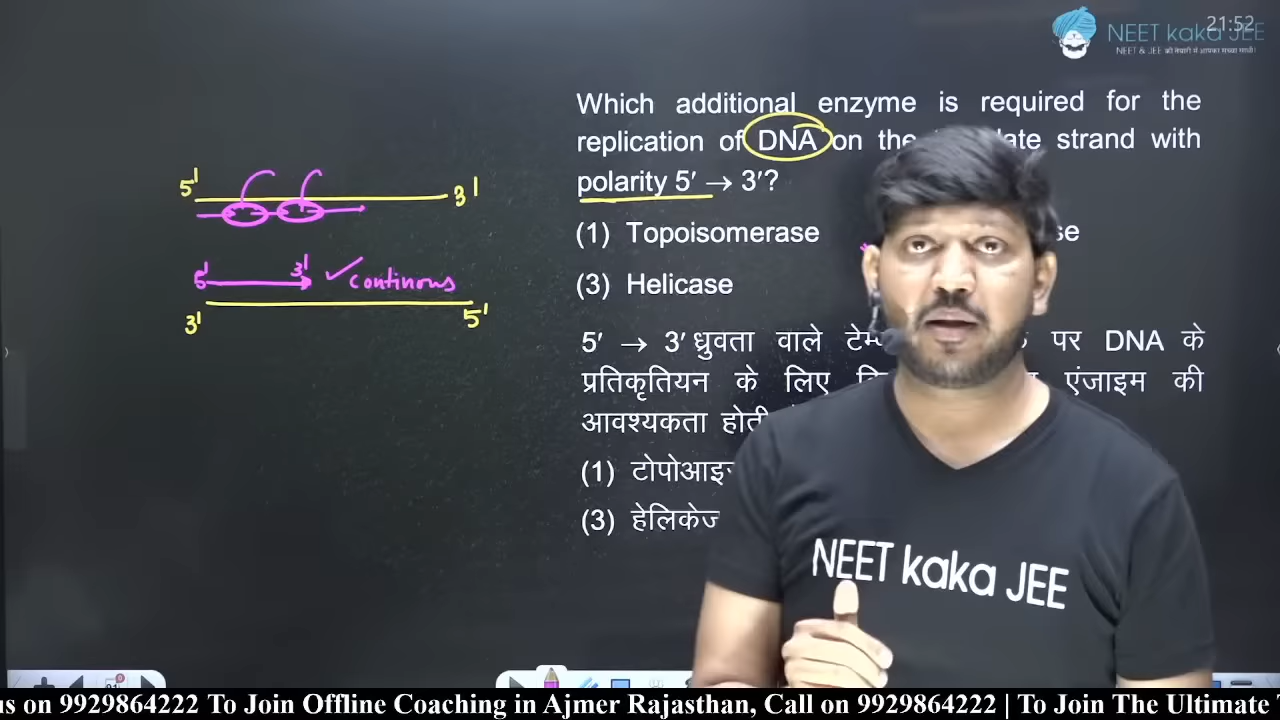 21:52
NEET kaka JEE
NEET & JEE की तैयारी में आपका सच्चा साथी!
Which additional enzyme is required for the
replication of DNA on the strand with
polarity 5′ → 3′?
(1) Topoisomerase
(3) Helicase
5′ → 3′ ध्रुवता वाले पर DNA के
प्रतिकृतियन के लिए एंजाइम की
आवश्यकता होती
(1)
(3) हेलिकेज
5' 3'
5' 3' ✓ continous
3' 5'
NEET kaka JEE
us on 9929864222 To Join Offline Coaching in Ajmer Rajasthan, Call on 9929864222 | To Join The Ultimate